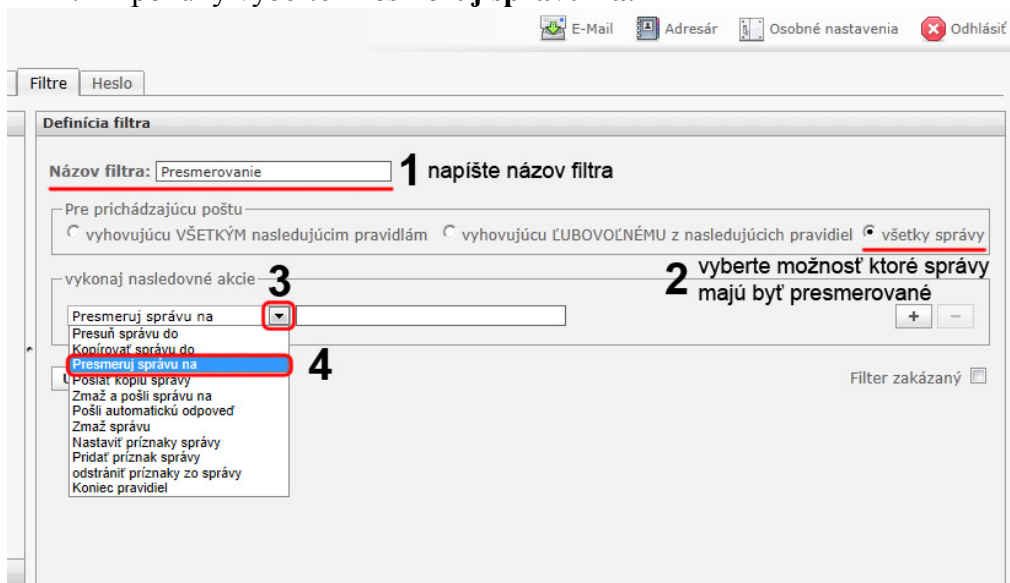 E-Mail Adresár Osobné nastavenia Odhlásiť
Filtre Heslo
Definícia filtra
Názov filtra: Presmerovanie 1 napíšte názov filtra
Pre prichádzajúcu poštu
vyhovujúcu VŠETKÝM nasledujúcim pravidlám vyhovujúcu ĽUBOVOĽNÉMU z nasledujúcich pravidiel všetky správy
2 vyberte možnosť ktoré správy
majú byť presmerované
vykonaj nasledovné akcie 3
Presmeruj správu na
Presuň správu do
Kopírovať správu do
Presmeruj správu na 4
Poslať kópiu správy
Zmaž a pošli správu na
Pošli automatickú odpoveď
Zmaž správu
Nastaviť príznaky správy
Pridať príznak správy
odstrániť príznaky zo správy
Koniec pravidiel
+ −
Filter zakázaný